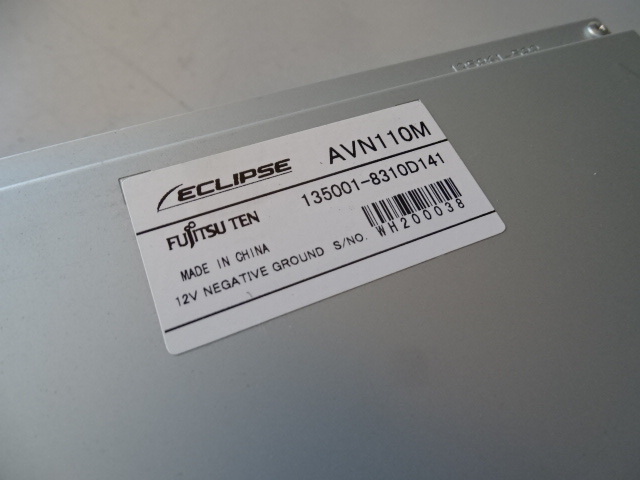 ECLIPSE AVN110M
FUJITSU TEN 135001-8310D141
MADE IN CHINA
12V NEGATIVE GROUND S/NO. WH200038